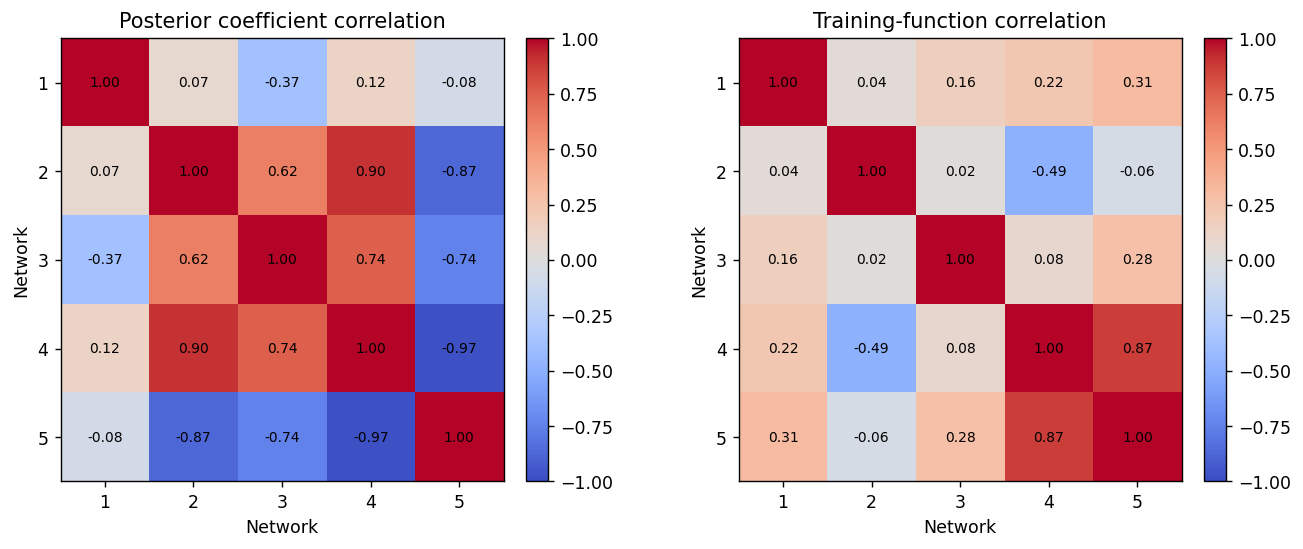 Posterior coefficient correlation
Network
1 1.00 0.07 -0.37 0.12 -0.08
2 0.07 1.00 0.62 0.90 -0.87
3 -0.37 0.62 1.00 0.74 -0.74
4 0.12 0.90 0.74 1.00 -0.97
5 -0.08 -0.87 -0.74 -0.97 1.00
1 2 3 4 5
Network
1.00
0.75
0.50
0.25
0.00
−0.25
−0.50
−0.75
−1.00
Training-function correlation
Network
1 1.00 0.04 0.16 0.22 0.31
2 0.04 1.00 0.02 -0.49 -0.06
3 0.16 0.02 1.00 0.08 0.28
4 0.22 -0.49 0.08 1.00 0.87
5 0.31 -0.06 0.28 0.87 1.00
1 2 3 4 5
Network
1.00
0.75
0.50
0.25
0.00
−0.25
−0.50
−0.75
−1.00